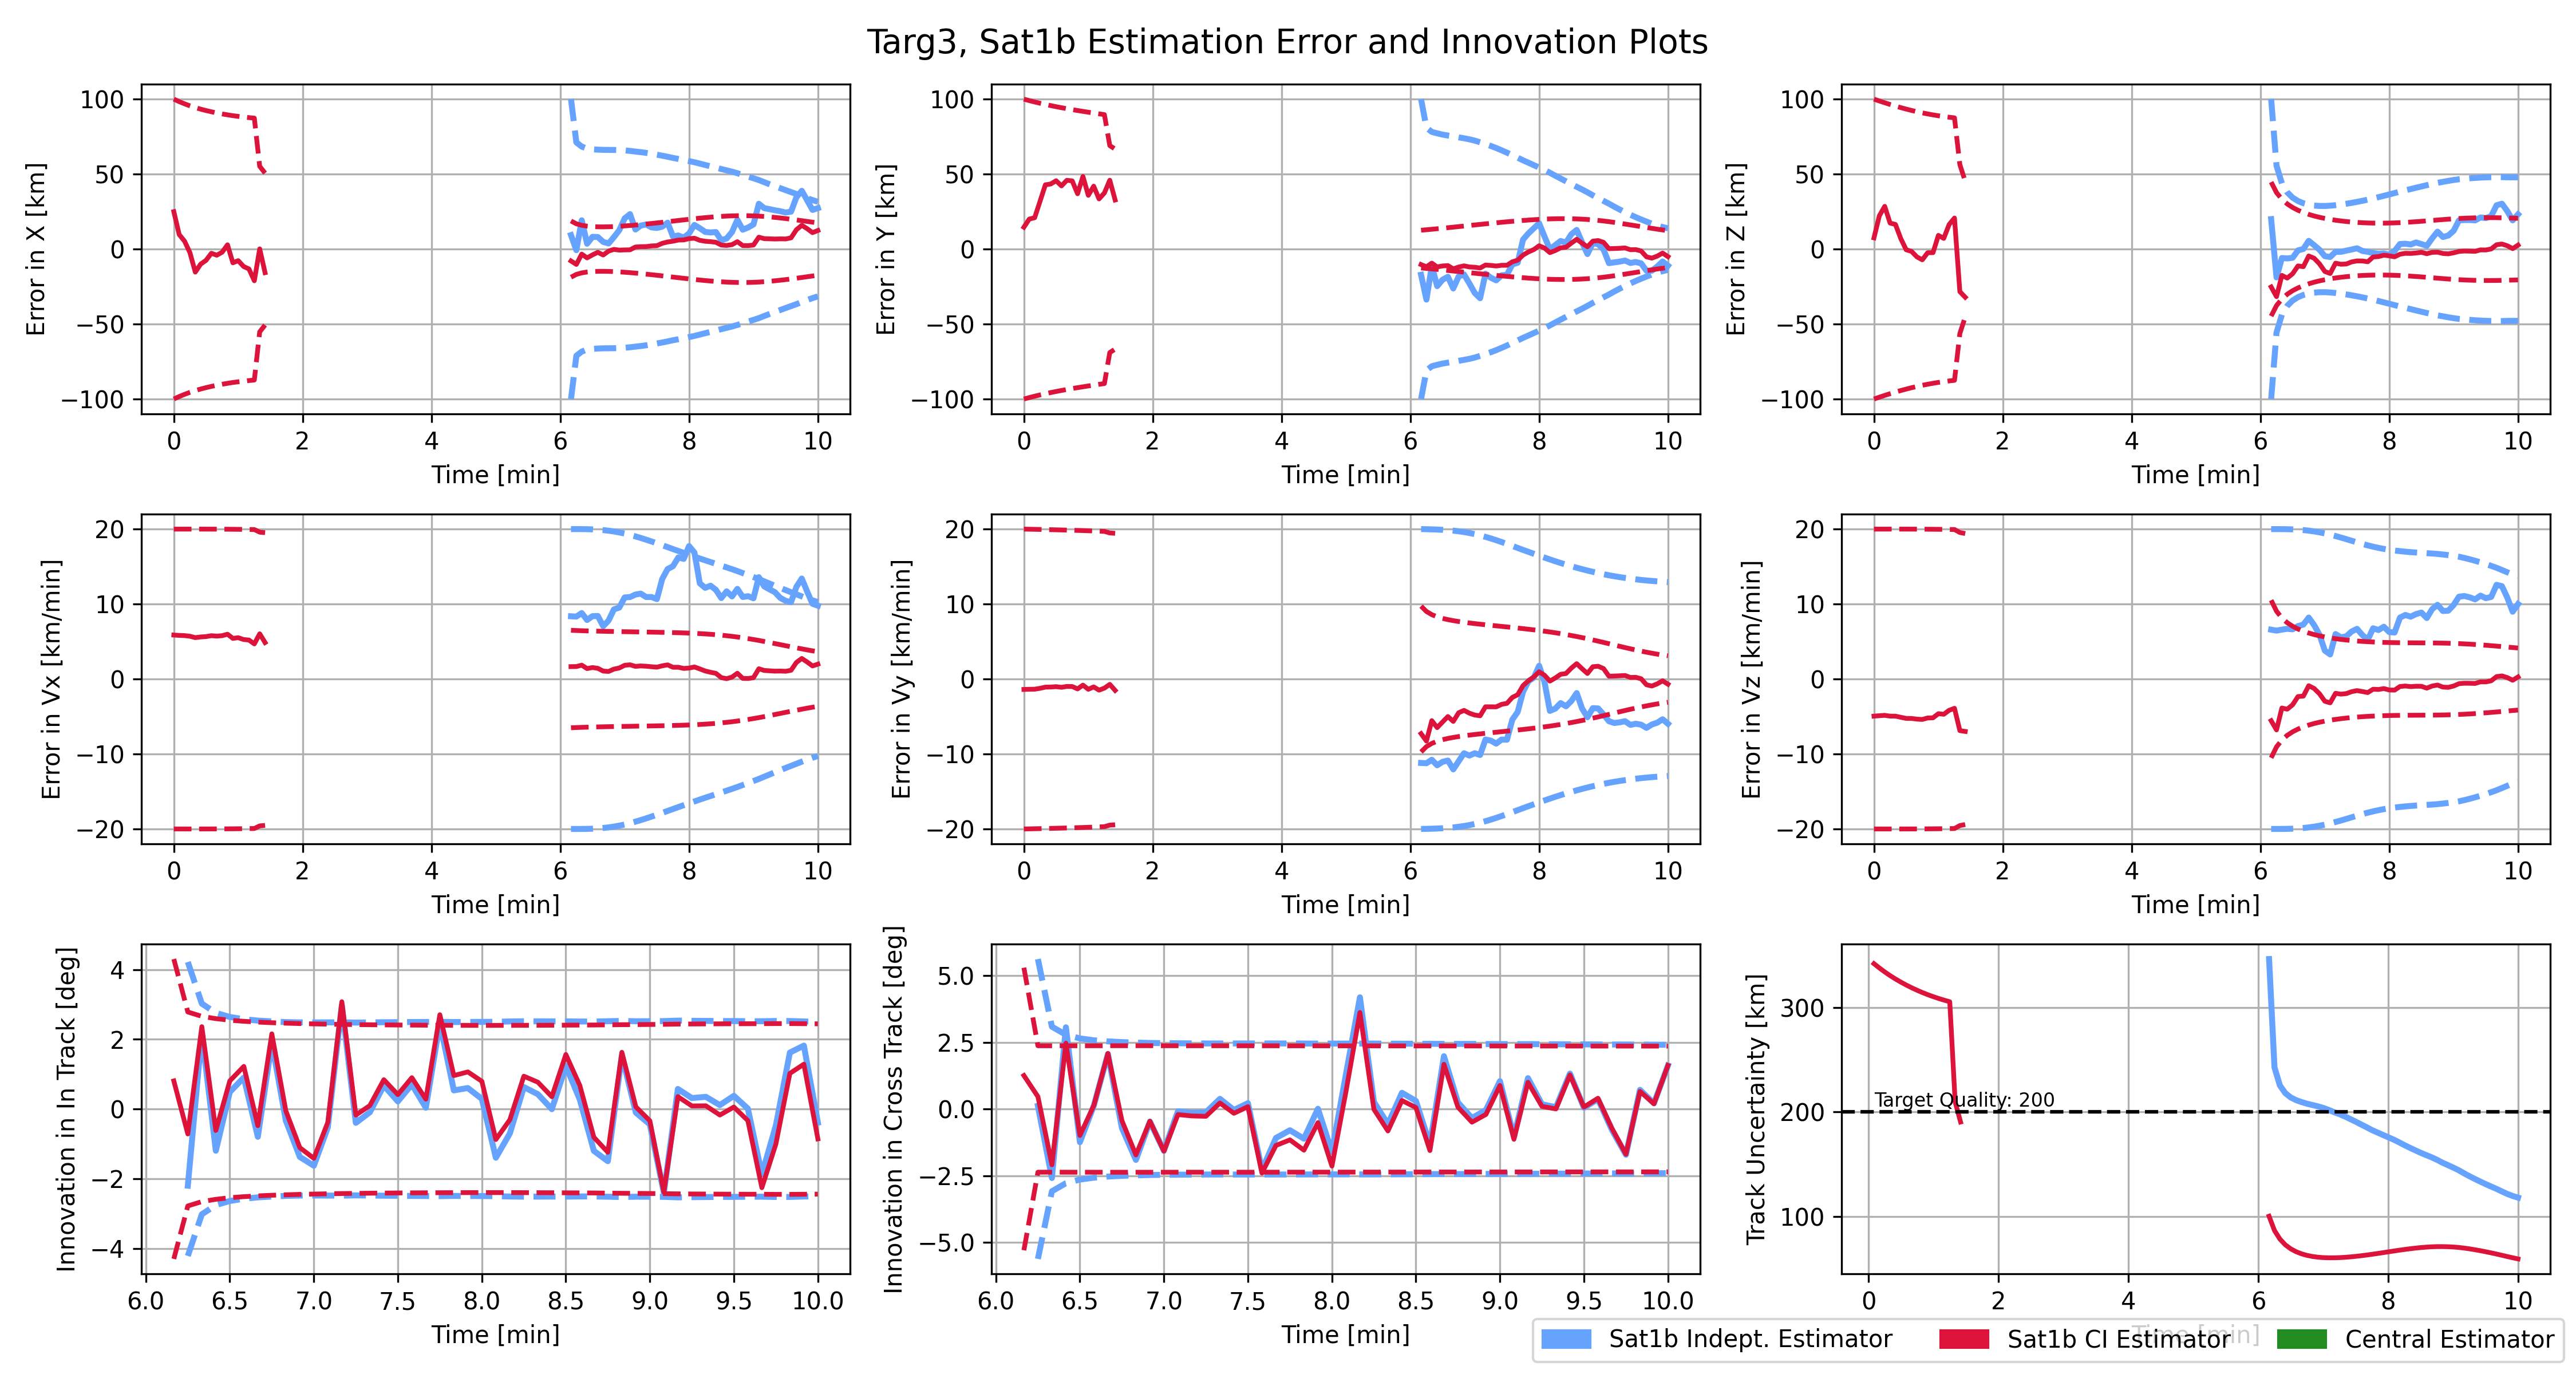 Targ3, Sat1b Estimation Error and Innovation Plots
Error in X [km]
100
50
0
−50
−100
0 2 4 6 8 10
Time [min]
Error in Y [km]
100
50
0
−50
−100
0 2 4 6 8 10
Time [min]
Error in Z [km]
100
50
0
−50
−100
0 2 4 6 8 10
Time [min]
Error in Vx [km/min]
20
10
0
−10
−20
0 2 4 6 8 10
Time [min]
Error in Vy [km/min]
20
10
0
−10
−20
0 2 4 6 8 10
Time [min]
Error in Vz [km/min]
20
10
0
−10
−20
0 2 4 6 8 10
Time [min]
Innovation in In Track [deg]
4
2
0
−2
−4
6.0 6.5 7.0 7.5 8.0 8.5 9.0 9.5 10.0
Time [min]
Innovation in Cross Track [deg]
5.0
2.5
0.0
−2.5
−5.0
6.0 6.5 7.0 7.5 8.0 8.5 9.0 9.5 10.0
Time [min]
Track Uncertainty [km]
300
200
100
Target Quality: 200
0 2 4 6 8 10
Time [min]
Sat1b Indept. Estimator
Sat1b CI Estimator
Central Estimator